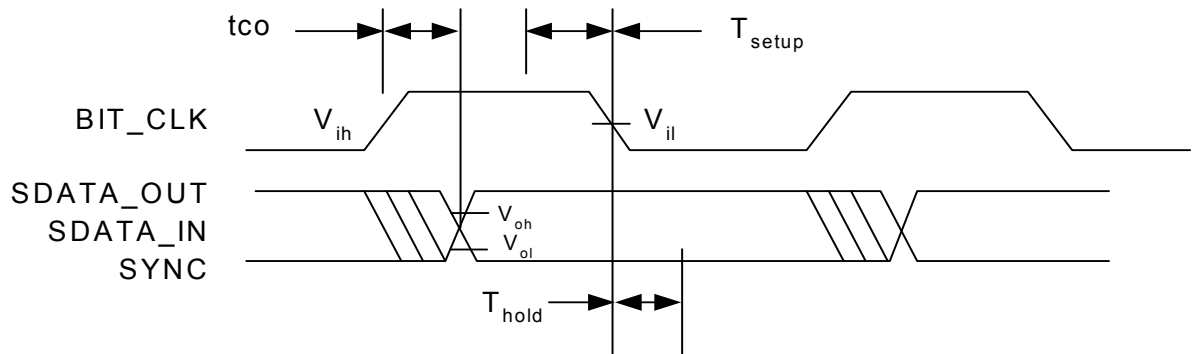 tco
T_setup
BIT_CLK
V_ih
V_il
SDATA_OUT
SDATA_IN
SYNC
V_oh
V_ol
T_hold